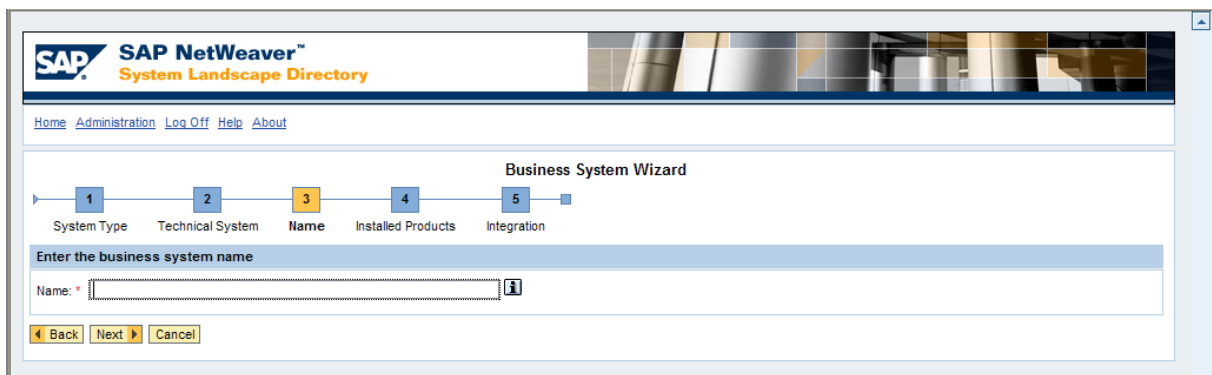 SAP
SAP NetWeaver™
System Landscape Directory
Home Administration Log Off Help About
Business System Wizard
1 2 3 4 5
System Type Technical System Name Installed Products Integration
Enter the business system name
Name: *
Back Next Cancel